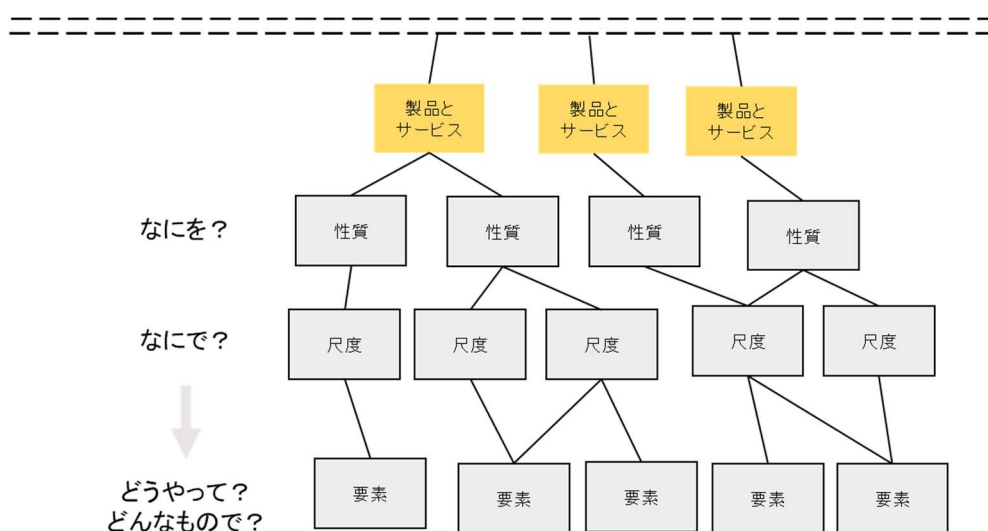 製品と
サービス
製品と
サービス
製品と
サービス
なにを？
性質
性質
性質
性質
なにで？
尺度
尺度
尺度
尺度
尺度
どうやって？
どんなもので？
要素
要素
要素
要素
要素